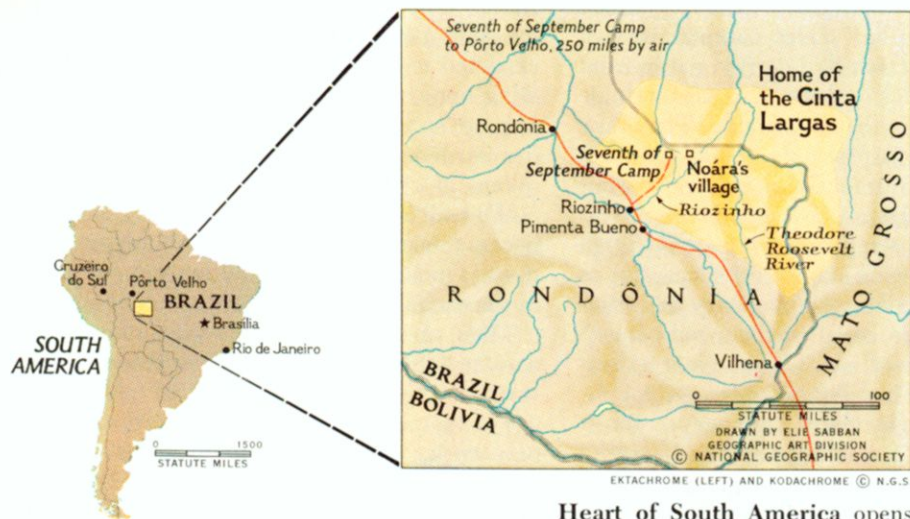 Seventh of September Camp
to Pôrto Velho, 250 miles by air
Home of
the Cinta
Largas
Rondônia
Seventh of
September Camp
Noára's
village
Riozinho
Riozinho
Pimenta Bueno
Theodore
Roosevelt
River
MATO GROSSO
RONDÔNIA
Vilhena
BRAZIL
BOLIVIA
0 100
STATUTE MILES
DRAWN BY ELIE SABBAN
GEOGRAPHIC ART DIVISION
© NATIONAL GEOGRAPHIC SOCIETY
Cruzeiro
do Sul
Pôrto Velho
BRAZIL
Brasília
Rio de Janeiro
SOUTH
AMERICA
0 1500
STATUTE MILES
EKTACHROME (LEFT) AND KODACHROME © N.G.S
Heart of South America opens